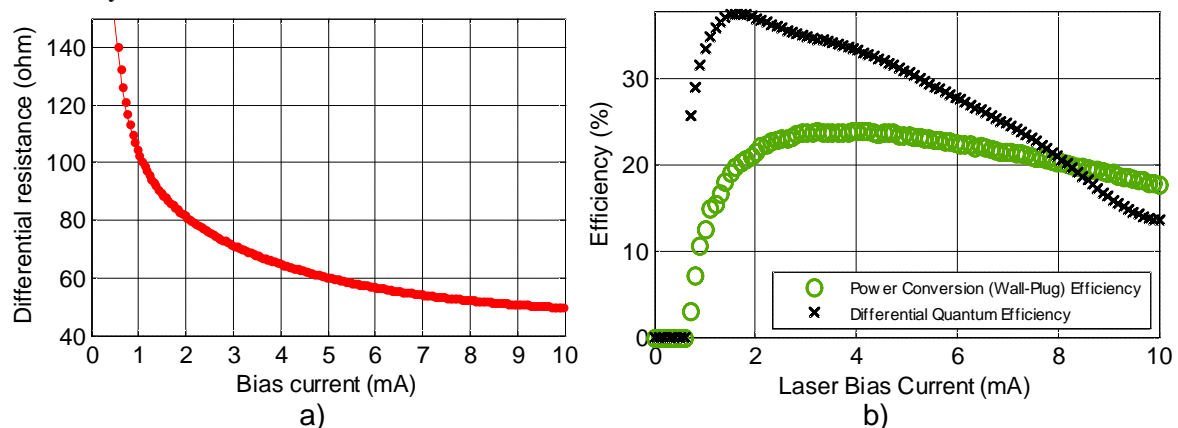 Differential resistance (ohm)
140
120
100
80
60
40
0 1 2 3 4 5 6 7 8 9 10
Bias current (mA)
a)
Efficiency (%)
30
20
10
0
0 2 4 6 8 10
Power Conversion (Wall-Plug) Efficiency
Differential Quantum Efficiency
Laser Bias Current (mA)
b)